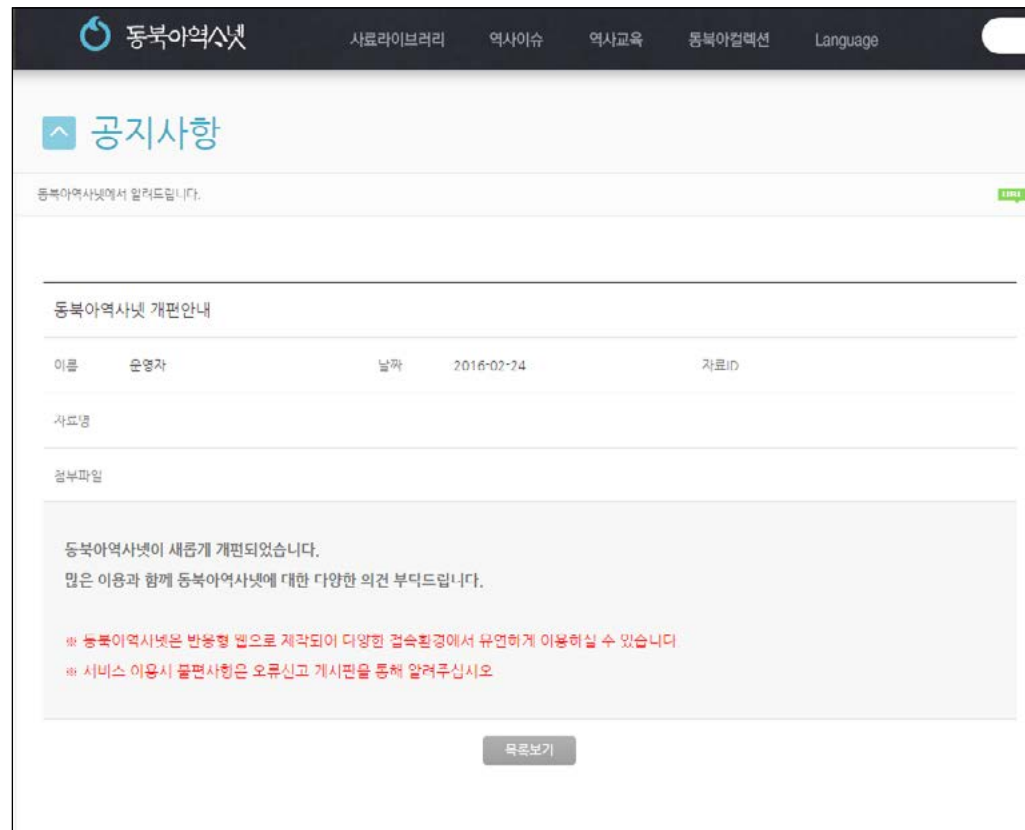 동북아역사넷
사료라이브러리 역사이슈 역사교육 동북아컬렉션 Language
공지사항
동북아역사넷에서 알려드립니다.
동북아역사넷 개편안내
이름 운영자 날짜 2016-02-24 자료ID
자료명
첨부파일
동북아역사넷이 새롭게 개편되었습니다.
많은 이용과 함께 동북아역사넷에 대한 다양한 의견 부탁드립니다.
※ 동북아역사넷은 반응형 웹으로 제작되어 다양한 접속환경에서 유연하게 이용하실 수 있습니다
※ 서비스 이용시 불편사항은 오류신고 게시판을 통해 알려주십시오
목록보기